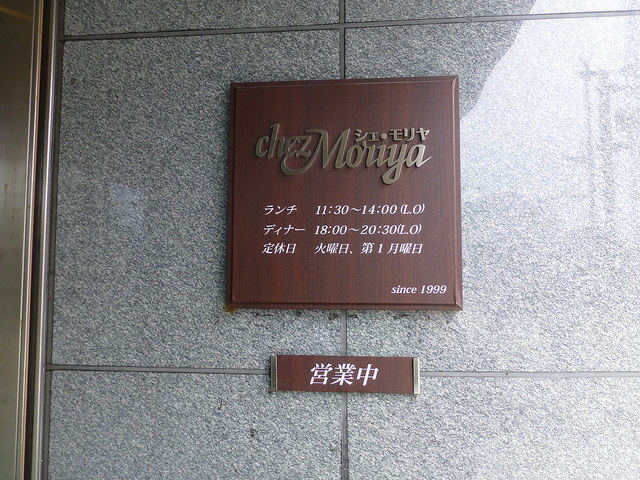 シェ・モリヤ
chez Moriya
ランチ 11:30～14:00 (L.O)
ディナー 18:00～20:30(L.O)
定休日 火曜日、第1月曜日
since 1999
営業中